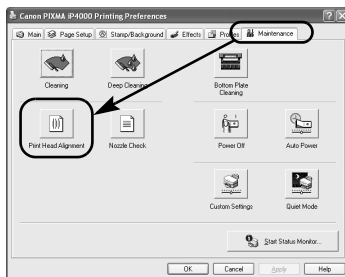 Canon PIXMA iP4000 Printing Preferences
Main Page Setup Stamp/Background Effects Profiles Maintenance
Cleaning Deep Cleaning Bottom Plate Cleaning
Print Head Alignment Nozzle Check Power Off Auto Power
Custom Settings Quiet Mode
Start Status Monitor...
OK Cancel Apply Help